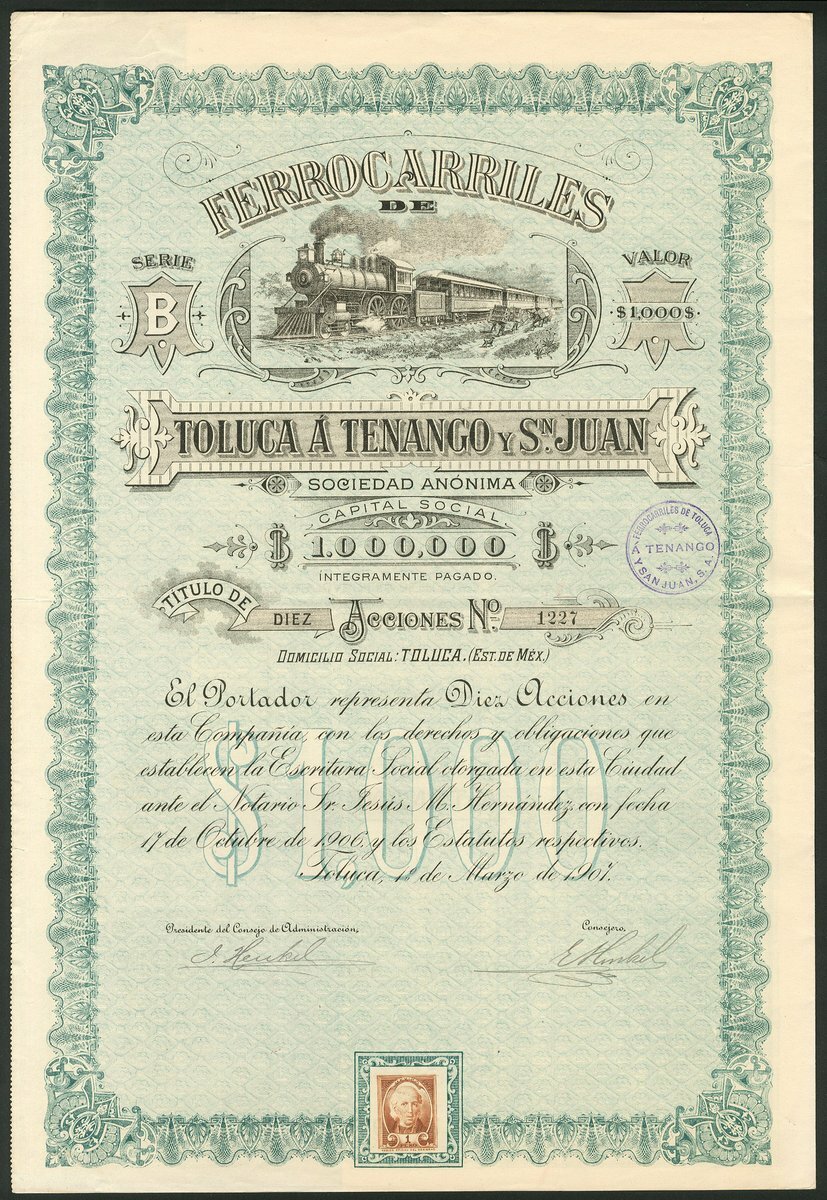 FERROCARRILES
DE
SERIE
B
VALOR
$1,000$
TOLUCA Á TENANGO Y SN. JUAN
SOCIEDAD ANÓNIMA
CAPITAL SOCIAL
$ 1.000,000 $
INTEGRAMENTE PAGADO.
FERROCARRILES DE TOLUCA
Á TENANGO
Y SAN JUAN, S. A.
TITULO DE DIEZ ACCIONES No. 1227
DOMICILIO SOCIAL: TOLUCA. (EST. DE MÉX.)
El Portador representa Diez Acciones en
esta Compañía, con los derechos y obligaciones que
establecen la Escritura Social otorgada en esta Ciudad
ante el Notario Sr. Jesús M. Hernández, con fecha
17 de Octubre de 1906, y los Estatutos respectivos.
Toluca, 1º de Marzo de 1907.
$1,000
Presidente del Consejo de Administración,
Consejero,
J. Henkel
E Henkel
1